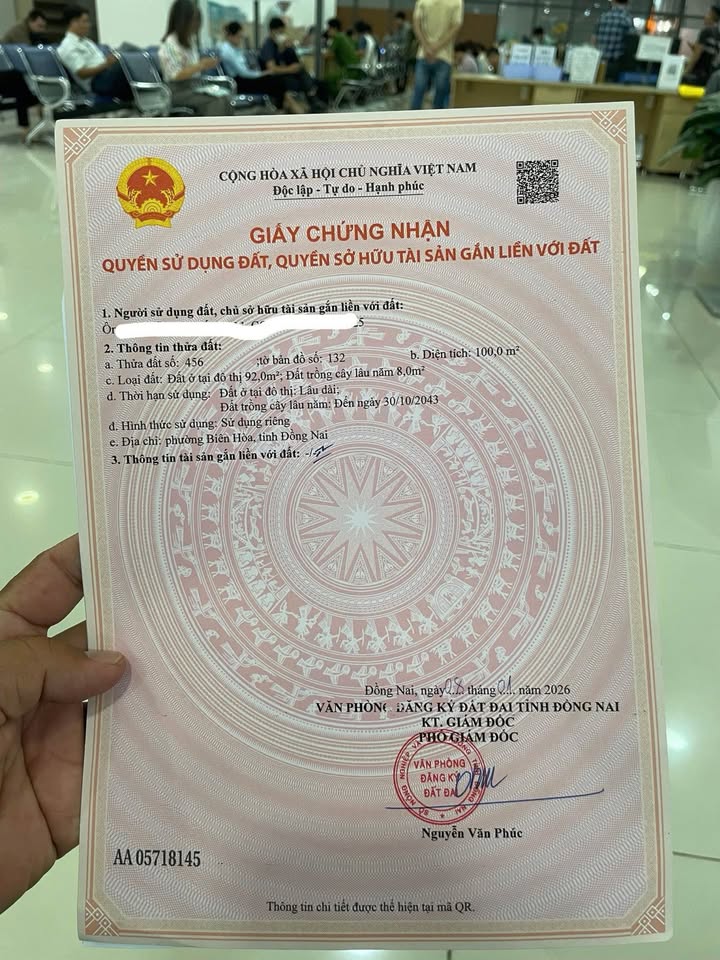 CỘNG HÒA XÃ HỘI CHỦ NGHĨA VIỆT NAM
Độc lập - Tự do - Hạnh phúc
GIẤY CHỨNG NHẬN
QUYỀN SỬ DỤNG ĐẤT, QUYỀN SỞ HỮU TÀI SẢN GẮN LIỀN VỚI ĐẤT
1. Người sử dụng đất, chủ sở hữu tài sản gắn liền với đất:
2. Thông tin thửa đất:
a. Thửa đất số: 456 ;tờ bản đồ số: 132 b. Diện tích: 100,0 m²
c. Loại đất: Đất ở tại đô thị 92,0m²; Đất trồng cây lâu năm 8,0m²
d. Thời hạn sử dụng: Đất ở tại đô thị: Lâu dài;
Đất trồng cây lâu năm: Đến ngày 30/10/2043
đ. Hình thức sử dụng: Sử dụng riêng
e. Địa chỉ: phường Biên Hòa, tỉnh Đồng Nai
3. Thông tin tài sản gắn liền với đất: -/-
Đồng Nai, ngày 28 tháng 01 năm 2026
VĂN PHÒNG ĐĂNG KÝ ĐẤT ĐAI TỈNH ĐỒNG NAI
KT. GIÁM ĐỐC
PHÓ GIÁM ĐỐC
VĂN PHÒNG
ĐĂNG KÝ
ĐẤT ĐAI
Nguyễn Văn Phúc
AA 05718145
Thông tin chi tiết được thể hiện tại mã QR.